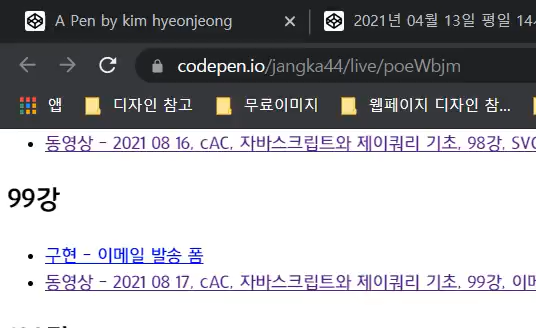 A Pen by kim hyeonjeong
2021년 04월 13일 평일 14
codepen.io/jangka44/live/poeWbjm
앱 디자인 참고 무료이미지 웹페이지 디자인 참...
동영상 - 2021 08 16, cAC, 자바스크립트와 제이쿼리 기초, 98강, SVG
99강
구현 - 이메일 발송 폼
동영상 - 2021 08 17, cAC, 자바스크립트와 제이쿼리 기초, 99강, 이메